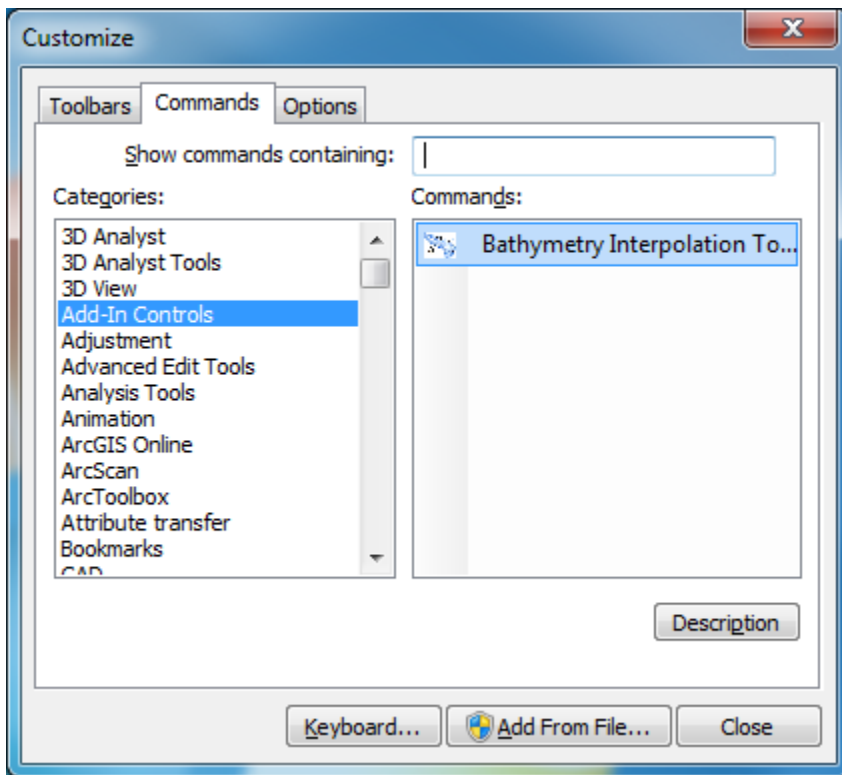 Customize
Toolbars Commands Options
Show commands containing:
Categories:
Commands:
3D Analyst
3D Analyst Tools
3D View
Add-In Controls
Adjustment
Advanced Edit Tools
Analysis Tools
Animation
ArcGIS Online
ArcScan
ArcToolbox
Attribute transfer
Bookmarks
CAD
Bathymetry Interpolation To...
Description
Keyboard... Add From File... Close